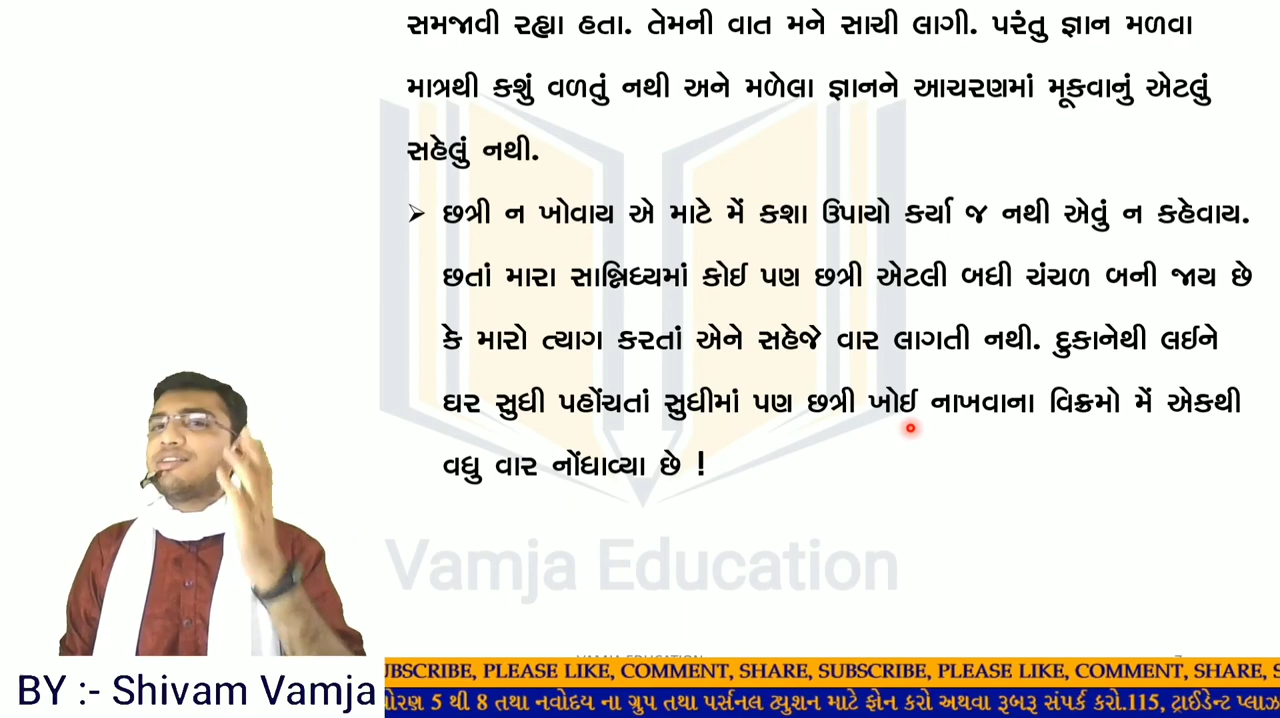 સમજાવી રહ્યા હતા. તેમની વાત મને સાચી લાગી. પરંતુ જ્ઞાન મળવા
માત્રથી કશું વળતું નથી અને મળેલા જ્ઞાનને આચરણમાં મૂકવાનું એટલું
સહેલું નથી.
➤ છત્રી ન ખોવાય એ માટે મેં કશા ઉપાયો કર્યા જ નથી એવું ન કહેવાય.
છતાં મારા સાન્નિધ્યમાં કોઈ પણ છત્રી એટલી બધી ચંચળ બની જાય છે
કે મારો ત્યાગ કરતાં એને સહેજે વાર લાગતી નથી. દુકાનેથી લઈને
ઘર સુધી પહોંચતાં સુધીમાં પણ છત્રી ખોઈ નાખવાના વિક્રમો મેં એકથી
વધુ વાર નોંધાવ્યા છે !
Vamja Education
BY :- Shivam Vamja
SUBSCRIBE, PLEASE LIKE, COMMENT, SHARE, SUBSCRIBE, PLEASE LIKE, COMMENT, SHARE,
5 થી 8 તથા નવોદય ના ગ્રુપ તથા પર્સનલ ટ્યુશન માટે ફોન કરો અથવા રૂબરૂ સંપર્ક કરો.115, ટ્રાઈડેન્ટ